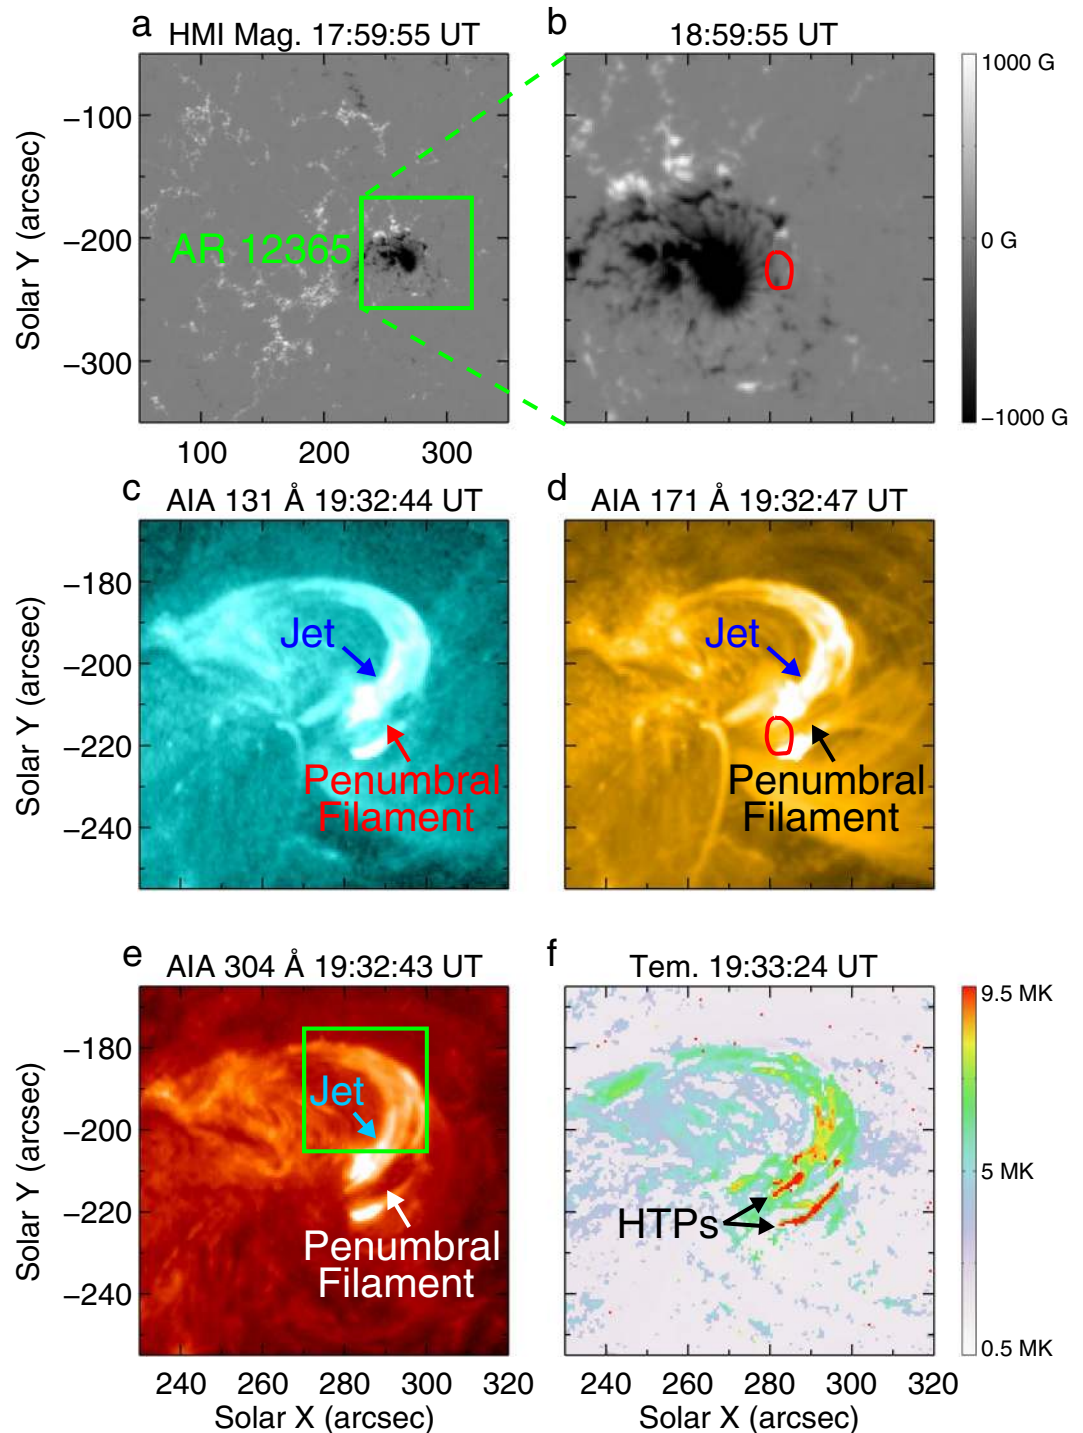 a
HMI Mag. 17:59:55 UT
b
18:59:55 UT
−100
−200
−300
Solar Y (arcsec)
AR 12365
100
200
300
1000 G
0 G
−1000 G
c
AIA 131 Å 19:32:44 UT
d
AIA 171 Å 19:32:47 UT
−180
−200
−220
−240
Solar Y (arcsec)
Jet
Penumbral
Filament
Jet
Penumbral
Filament
e
AIA 304 Å 19:32:43 UT
f
Tem. 19:33:24 UT
−180
−200
−220
−240
Solar Y (arcsec)
Jet
Penumbral
Filament
HTPs
9.5 MK
5 MK
0.5 MK
240
260
280
300
320
Solar X (arcsec)
240
260
280
300
320
Solar X (arcsec)